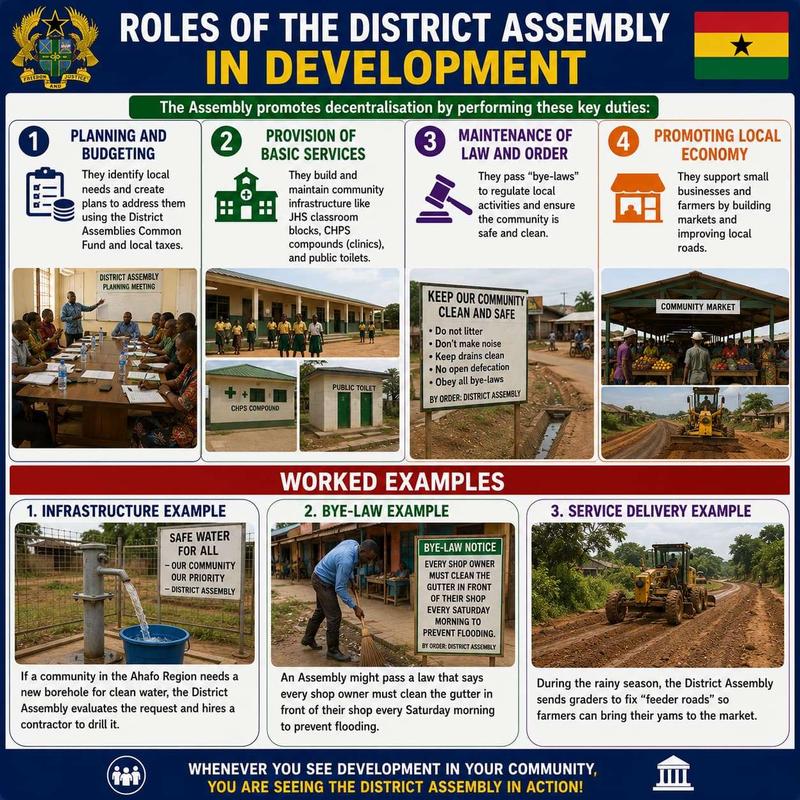 ROLES OF THE DISTRICT ASSEMBLY
IN DEVELOPMENT
FREEDOM AND JUSTICE
The Assembly promotes decentralisation by performing these key duties:
1
PLANNING AND
BUDGETING
They identify local
needs and create
plans to address them
using the District
Assemblies Common
Fund and local taxes.
DISTRICT ASSEMBLY
PLANNING MEETING
2
PROVISION OF
BASIC SERVICES
They build and
maintain community
infrastructure like
JHS classroom
blocks, CHPS
compounds (clinics),
and public toilets.
CHPS COMPOUND
PUBLIC TOILET
3
MAINTENANCE OF
LAW AND ORDER
They pass “bye-laws”
to regulate local
activities and ensure
the community is
safe and clean.
KEEP OUR COMMUNITY
CLEAN AND SAFE
• Do not litter
• Don't make noise
• Keep drains clean
• No open defecation
• Obey all bye-laws
BY ORDER: DISTRICT ASSEMBLY
4
PROMOTING LOCAL
ECONOMY
They support small
businesses and
farmers by building
markets and
improving local
roads.
COMMUNITY MARKET
WORKED EXAMPLES
1. INFRASTRUCTURE EXAMPLE
SAFE WATER
FOR ALL
– OUR COMMUNITY
OUR PRIORITY
– DISTRICT ASSEMBLY
If a community in the Ahafo Region needs a
new borehole for clean water, the District
Assembly evaluates the request and hires a
contractor to drill it.
2. BYE-LAW EXAMPLE
BYE-LAW NOTICE
EVERY SHOP OWNER
MUST CLEAN THE
GUTTER IN FRONT
OF THEIR SHOP
EVERY SATURDAY
MORNING TO
PREVENT FLOODING.
BY ORDER: DISTRICT ASSEMBLY
An Assembly might pass a law that says
every shop owner must clean the gutter in
front of their shop every Saturday morning
to prevent flooding.
3. SERVICE DELIVERY EXAMPLE
During the rainy season, the District Assembly
sends graders to fix “feeder roads” so
farmers can bring their yams to the market.
WHENEVER YOU SEE DEVELOPMENT IN YOUR COMMUNITY,
YOU ARE SEEING THE DISTRICT ASSEMBLY IN ACTION!